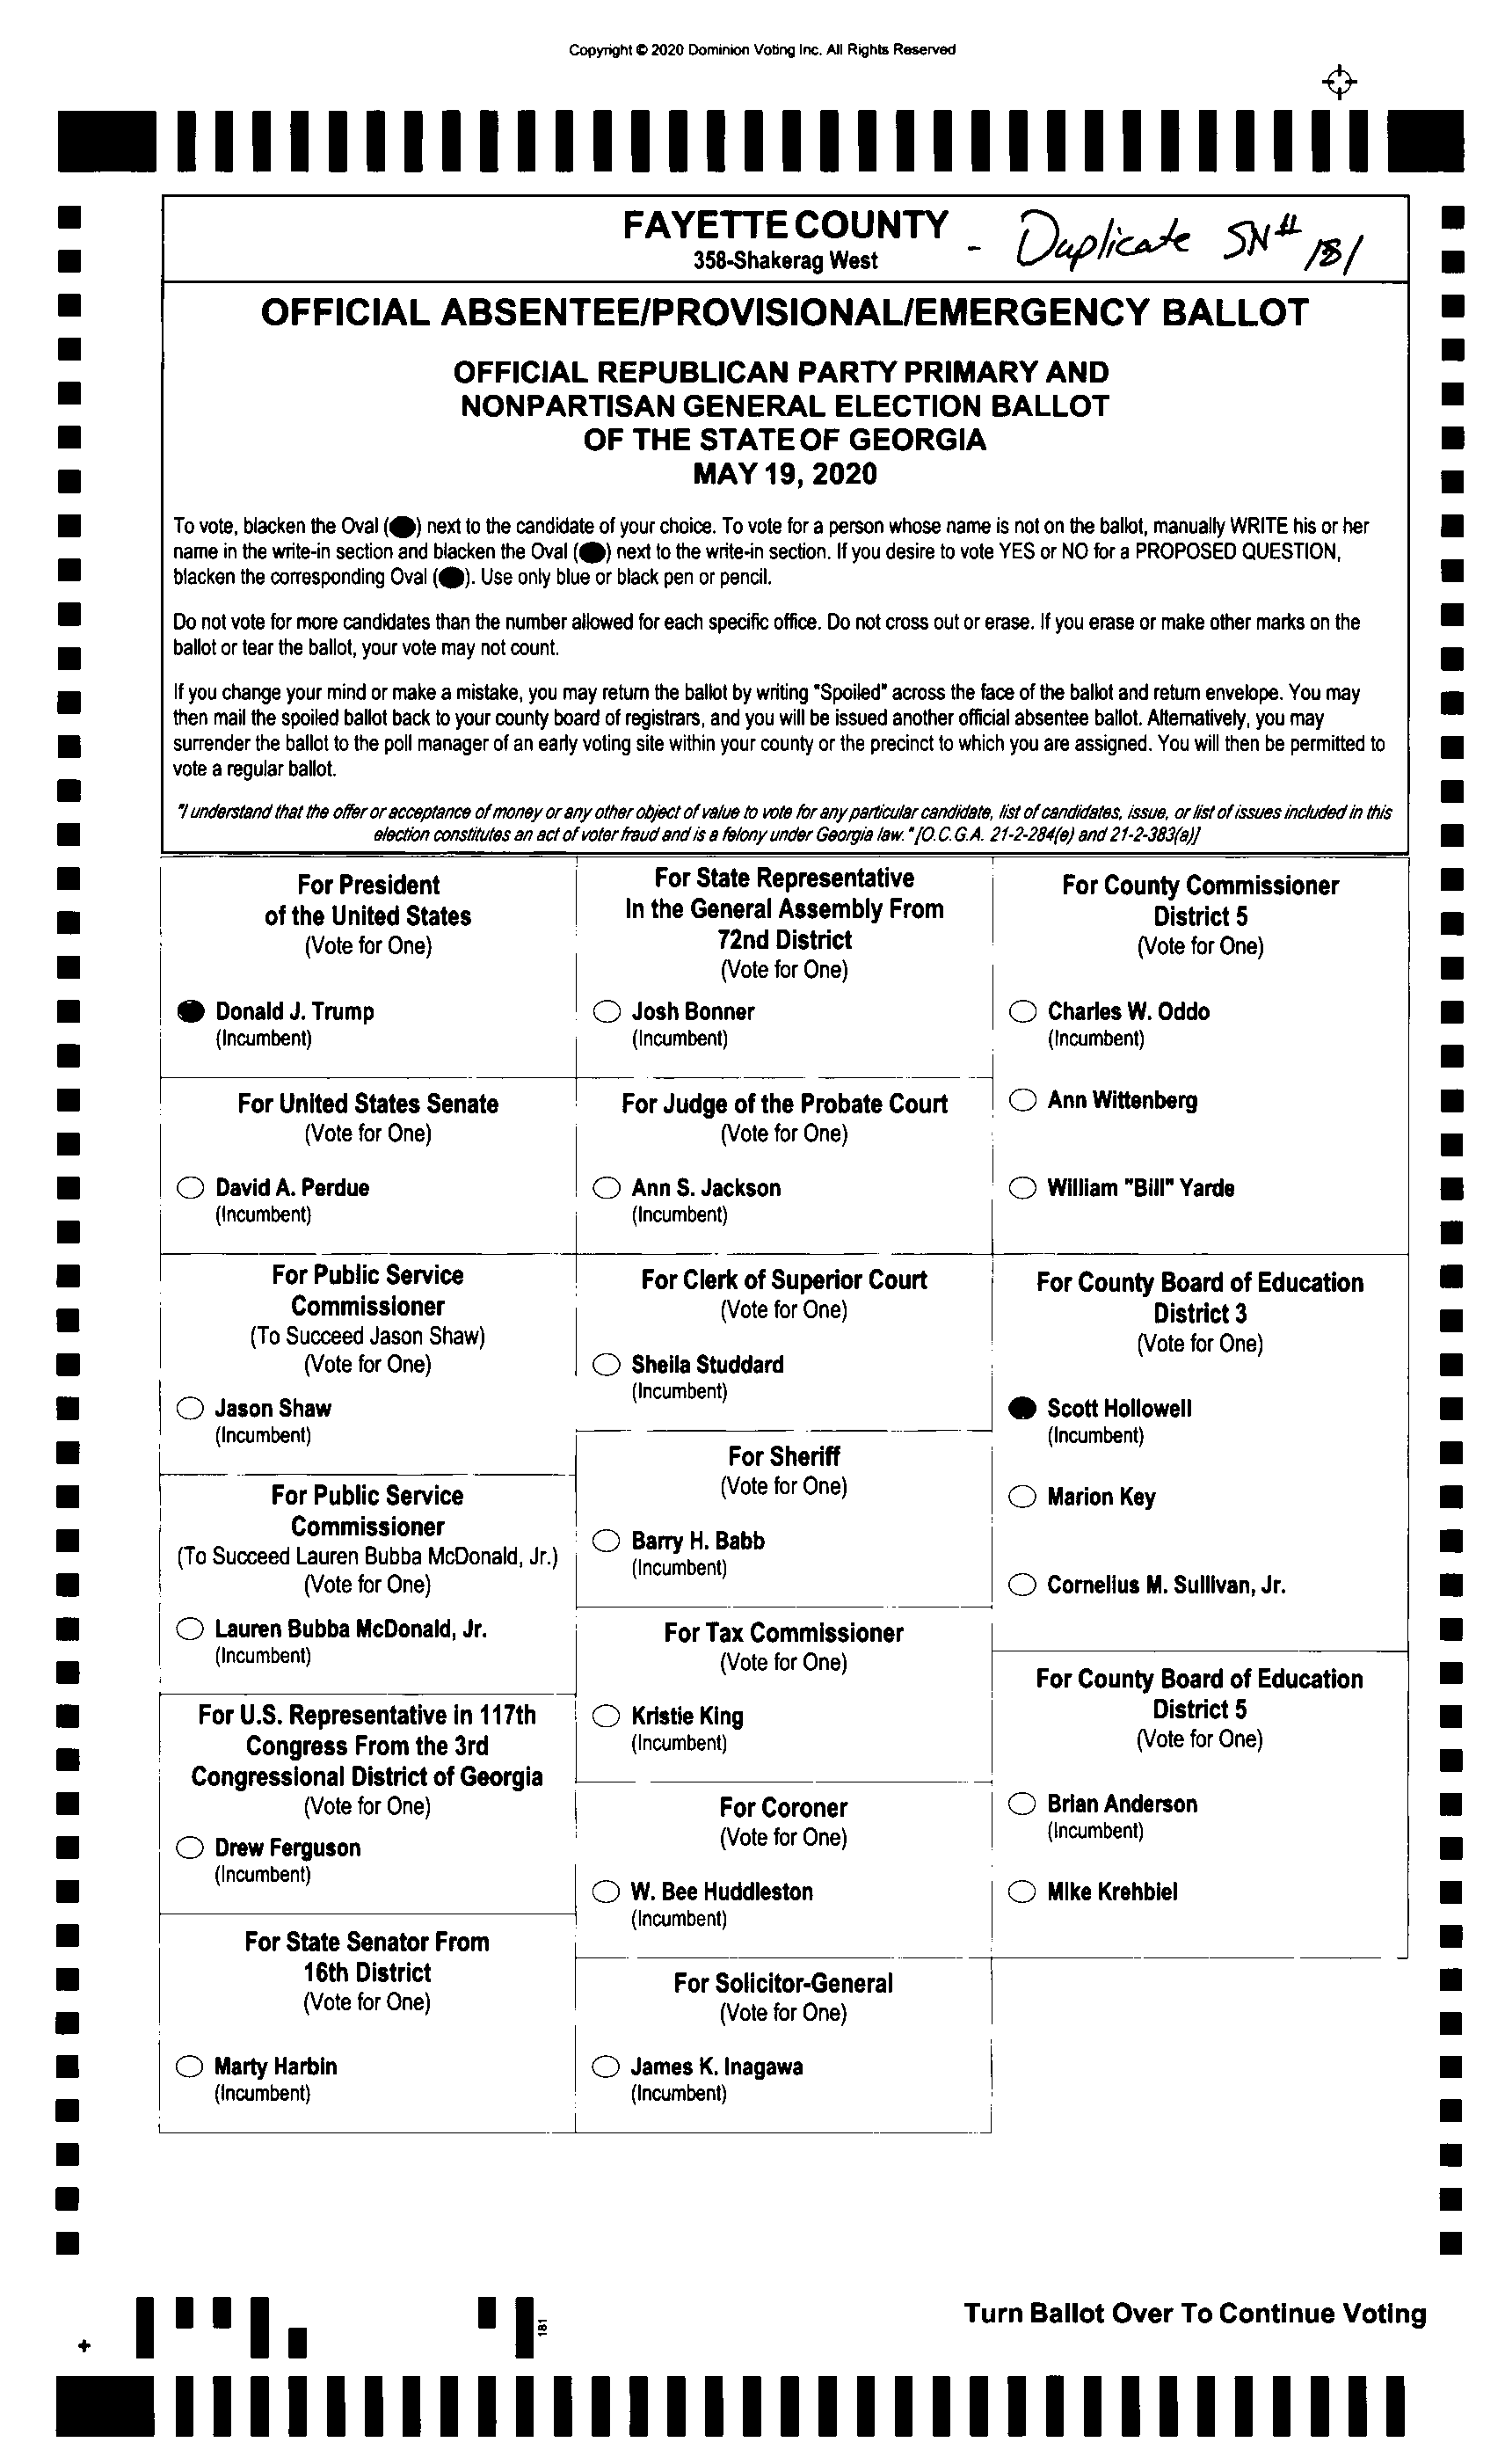 Copyright © 2020 Dominion Voting Inc. All Rights Reserved
FAYETTE COUNTY
358-Shakerag West
- Duplicate SN# 181
OFFICIAL ABSENTEE/PROVISIONAL/EMERGENCY BALLOT
OFFICIAL REPUBLICAN PARTY PRIMARY AND
NONPARTISAN GENERAL ELECTION BALLOT
OF THE STATE OF GEORGIA
MAY 19, 2020
To vote, blacken the Oval (⬬) next to the candidate of your choice. To vote for a person whose name is not on the ballot, manually WRITE his or her
name in the write-in section and blacken the Oval (⬬) next to the write-in section. If you desire to vote YES or NO for a PROPOSED QUESTION,
blacken the corresponding Oval (⬬). Use only blue or black pen or pencil.
Do not vote for more candidates than the number allowed for each specific office. Do not cross out or erase. If you erase or make other marks on the
ballot or tear the ballot, your vote may not count.
If you change your mind or make a mistake, you may return the ballot by writing "Spoiled" across the face of the ballot and return envelope. You may
then mail the spoiled ballot back to your county board of registrars, and you will be issued another official absentee ballot. Alternatively, you may
surrender the ballot to the poll manager of an early voting site within your county or the precinct to which you are assigned. You will then be permitted to
vote a regular ballot.
"I understand that the offer or acceptance of money or any other object of value to vote for any particular candidate, list of candidates, issue, or list of issues included in this
election constitutes an act of voter fraud and is a felony under Georgia law." [O.C.G.A. 21-2-284(e) and 21-2-383(a)]
For President
of the United States
(Vote for One)
Donald J. Trump
(Incumbent)
For United States Senate
(Vote for One)
David A. Perdue
(Incumbent)
For Public Service
Commissioner
(To Succeed Jason Shaw)
(Vote for One)
Jason Shaw
(Incumbent)
For Public Service
Commissioner
(To Succeed Lauren Bubba McDonald, Jr.)
(Vote for One)
Lauren Bubba McDonald, Jr.
(Incumbent)
For U.S. Representative in 117th
Congress From the 3rd
Congressional District of Georgia
(Vote for One)
Drew Ferguson
(Incumbent)
For State Senator From
16th District
(Vote for One)
Marty Harbin
(Incumbent)
For State Representative
In the General Assembly From
72nd District
(Vote for One)
Josh Bonner
(Incumbent)
For Judge of the Probate Court
(Vote for One)
Ann S. Jackson
(Incumbent)
For Clerk of Superior Court
(Vote for One)
Sheila Studdard
(Incumbent)
For Sheriff
(Vote for One)
Barry H. Babb
(Incumbent)
For Tax Commissioner
(Vote for One)
Kristie King
(Incumbent)
For Coroner
(Vote for One)
W. Bee Huddleston
(Incumbent)
For Solicitor-General
(Vote for One)
James K. Inagawa
(Incumbent)
For County Commissioner
District 5
(Vote for One)
Charles W. Oddo
(Incumbent)
Ann Wittenberg
William "Bill" Yarde
For County Board of Education
District 3
(Vote for One)
Scott Hollowell
(Incumbent)
Marion Key
Cornelius M. Sullivan, Jr.
For County Board of Education
District 5
(Vote for One)
Brian Anderson
(Incumbent)
Mike Krehbiel
Turn Ballot Over To Continue Voting
181